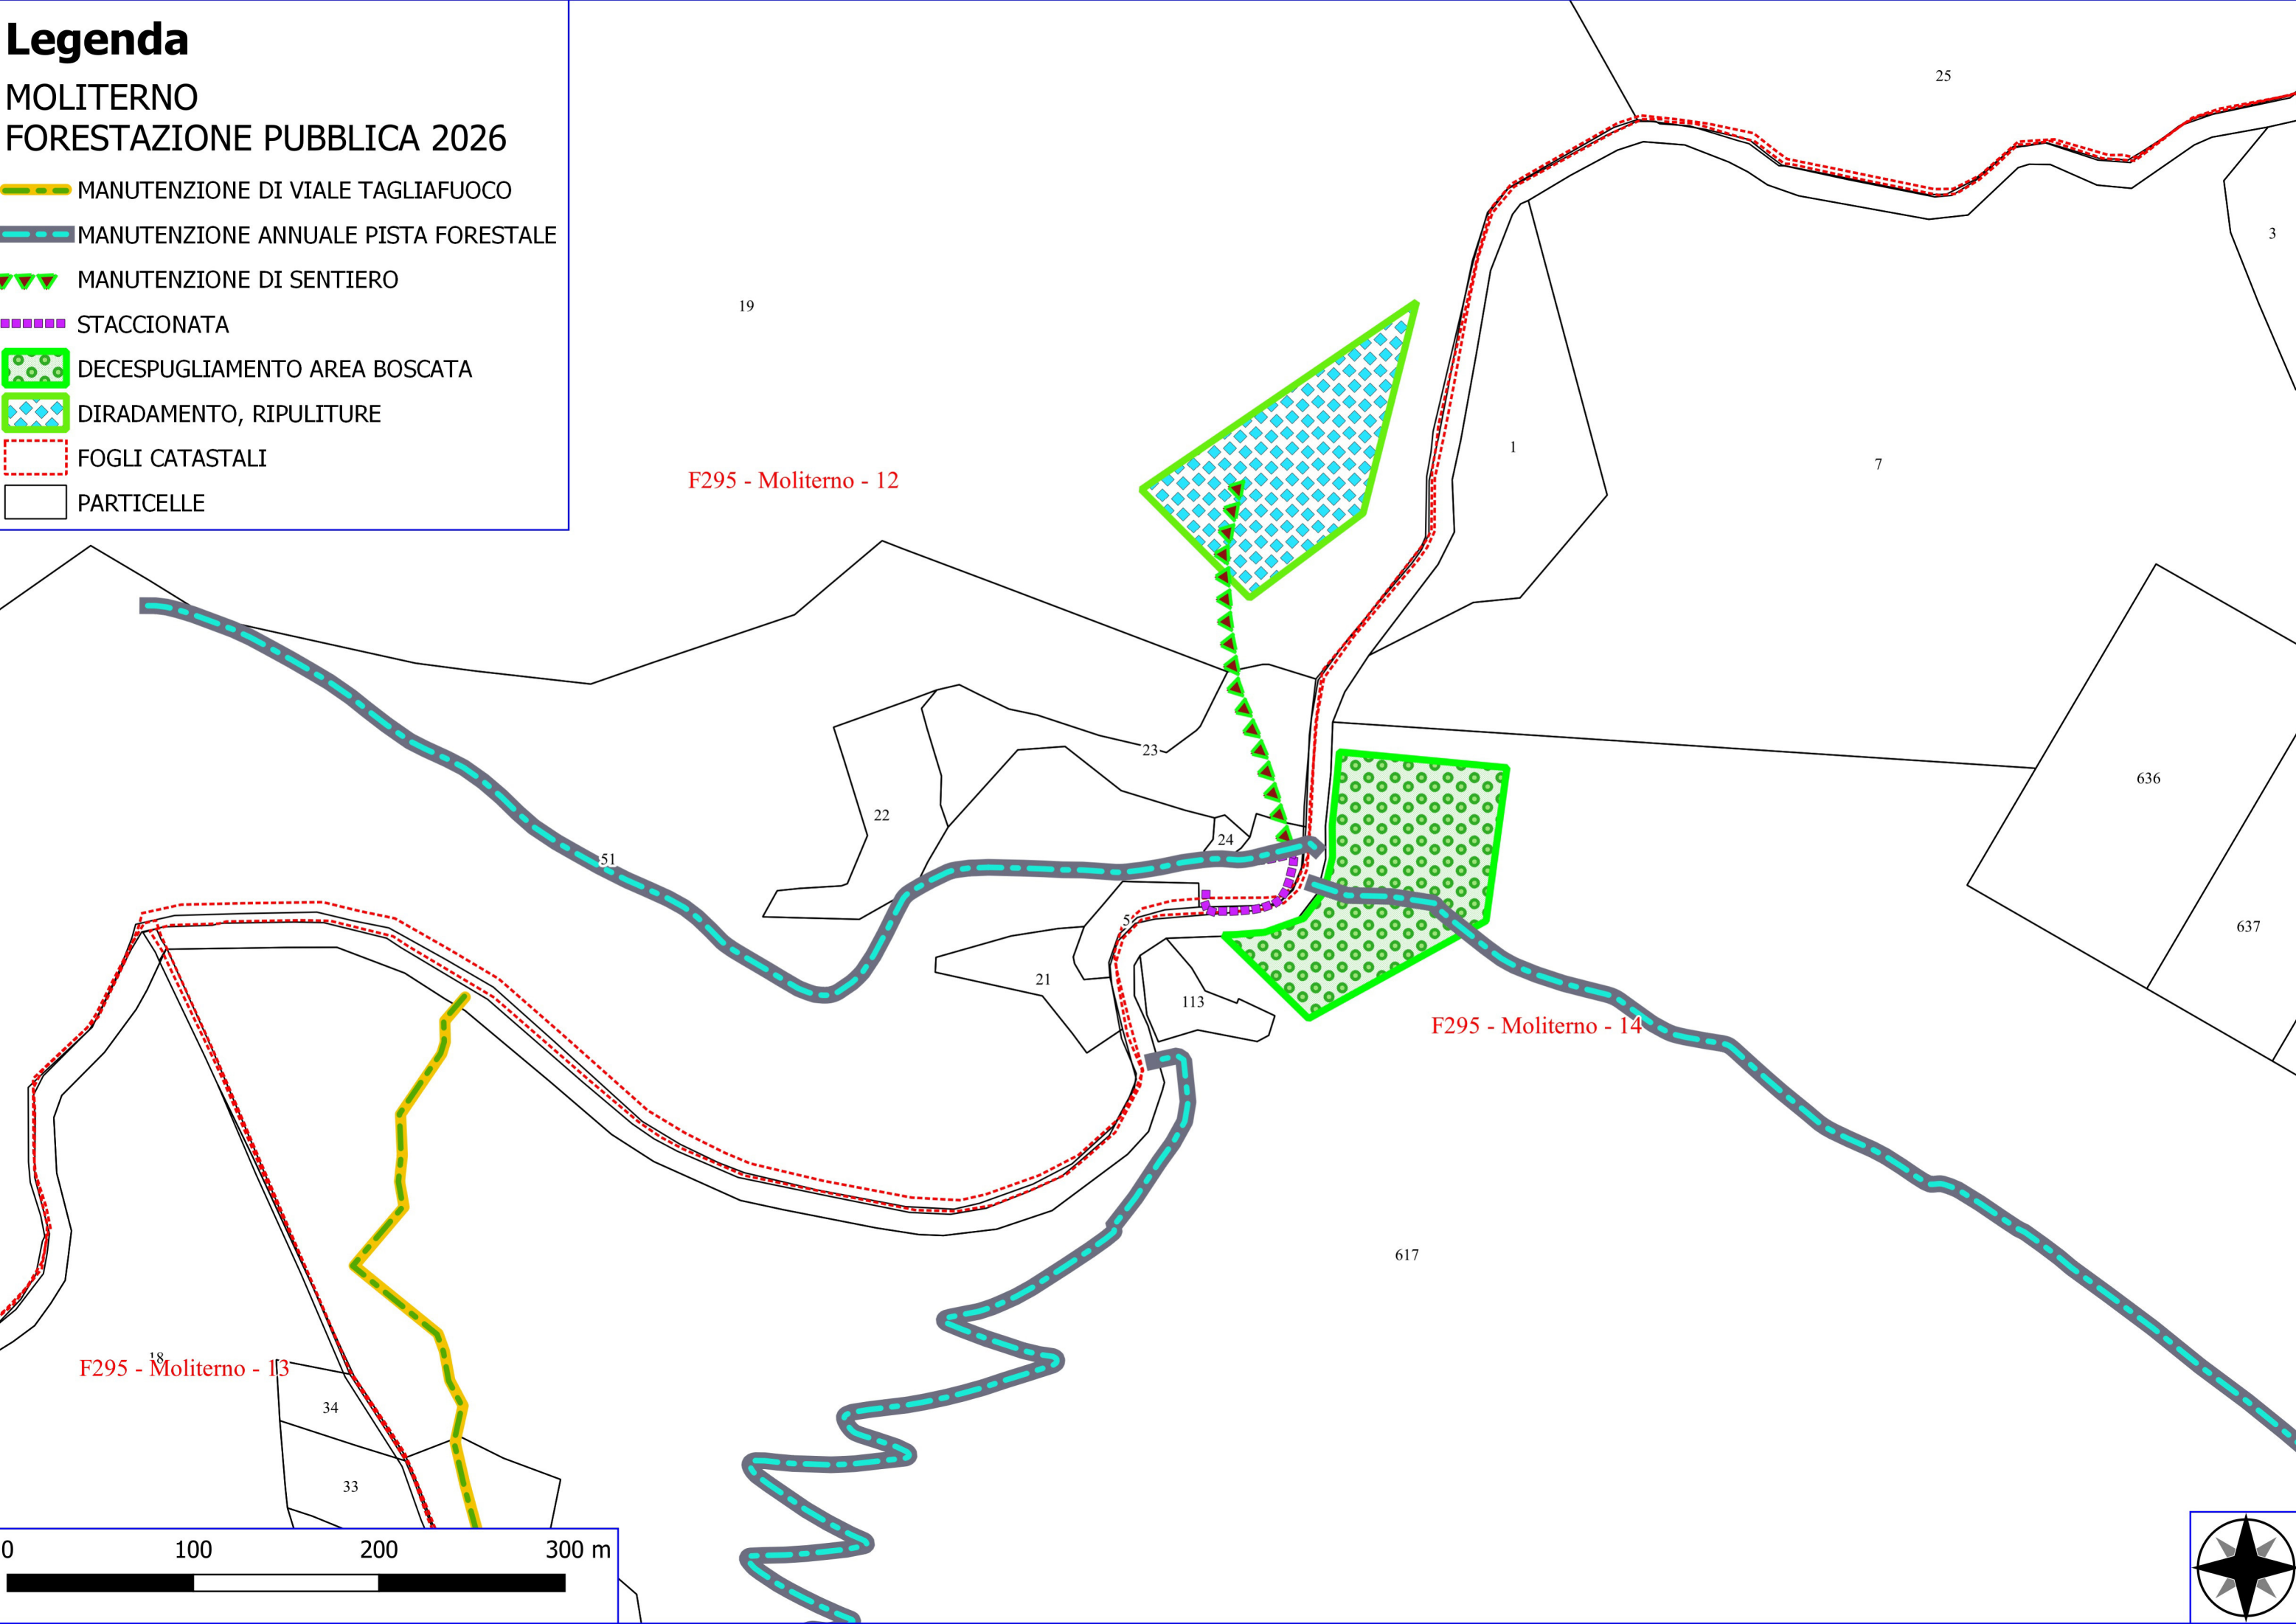 Legenda
MOLITERNO
FORESTAZIONE PUBBLICA 2026
MANUTENZIONE DI VIALE TAGLIAFUOCO
MANUTENZIONE ANNUALE PISTA FORESTALE
MANUTENZIONE DI SENTIERO
STACCIONATA
DECESPUGLIAMENTO AREA BOSCATA
DIRADAMENTO, RIPULITURE
FOGLI CATASTALI
PARTICELLE
25
3
19
1
7
F295 - Moliterno - 12
23
636
22
24
51
5
637
21
113
F295 - Moliterno - 14
617
18
F295 - Moliterno - 13
34
33
0 100 200 300 m